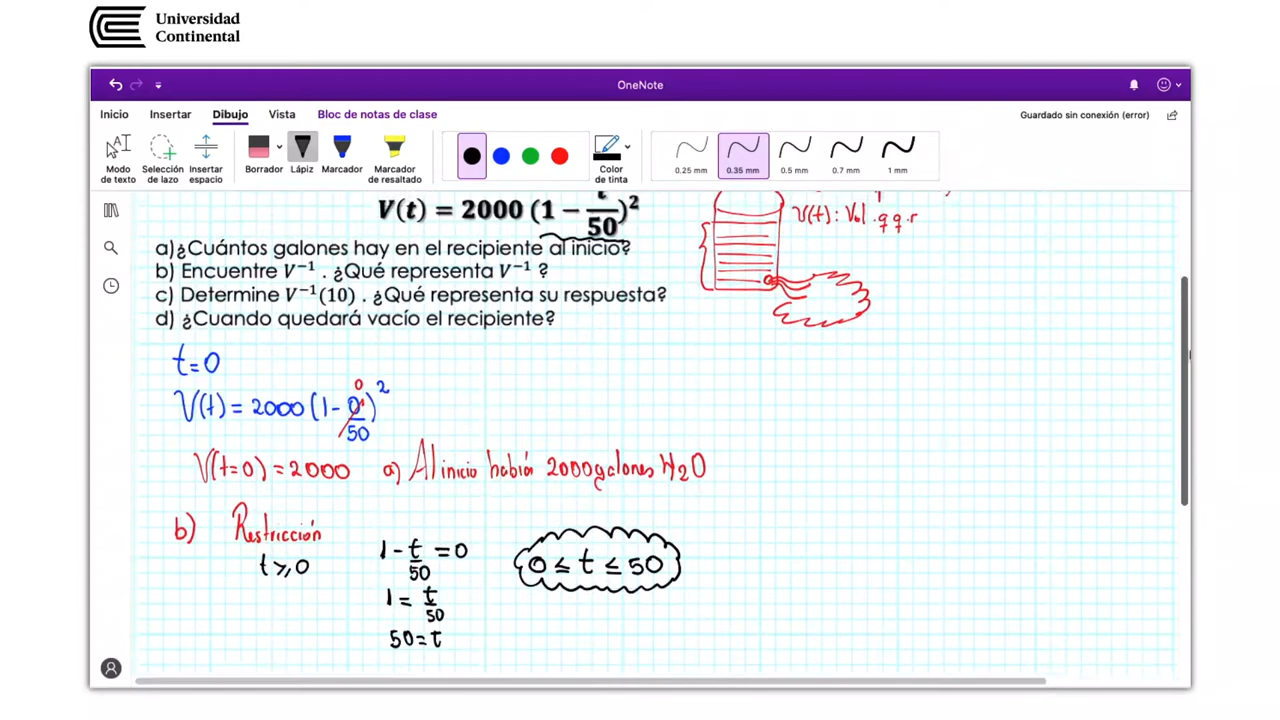 Universidad
Continental
OneNote
Inicio Insertar Dibujo Vista Bloc de notas de clase
Guardado sin conexión (error)
Modo de texto
Selección de lazo
Insertar espacio
Borrador
Lápiz
Marcador
Marcador de resaltado
Color de tinta
0.25 mm
0.35 mm
0.5 mm
0.7 mm
1 mm
V(t) = 2000 (1 − t/50)²
V(t): Vol. q q. r
a)¿Cuántos galones hay en el recipiente al inicio?
b) Encuentre V⁻¹ . ¿Qué representa V⁻¹ ?
c) Determine V⁻¹(10) . ¿Qué representa su respuesta?
d) ¿Cuando quedará vacío el recipiente?
t=0
V(t) = 2000 (1 - 0/50)² 0
V(t=0) = 2000 a) Al inicio había 2000 galones H2O
b) Restricción
t ≥ 0
1 - t/50 = 0
1 = t/50
50 = t
0 ≤ t ≤ 50